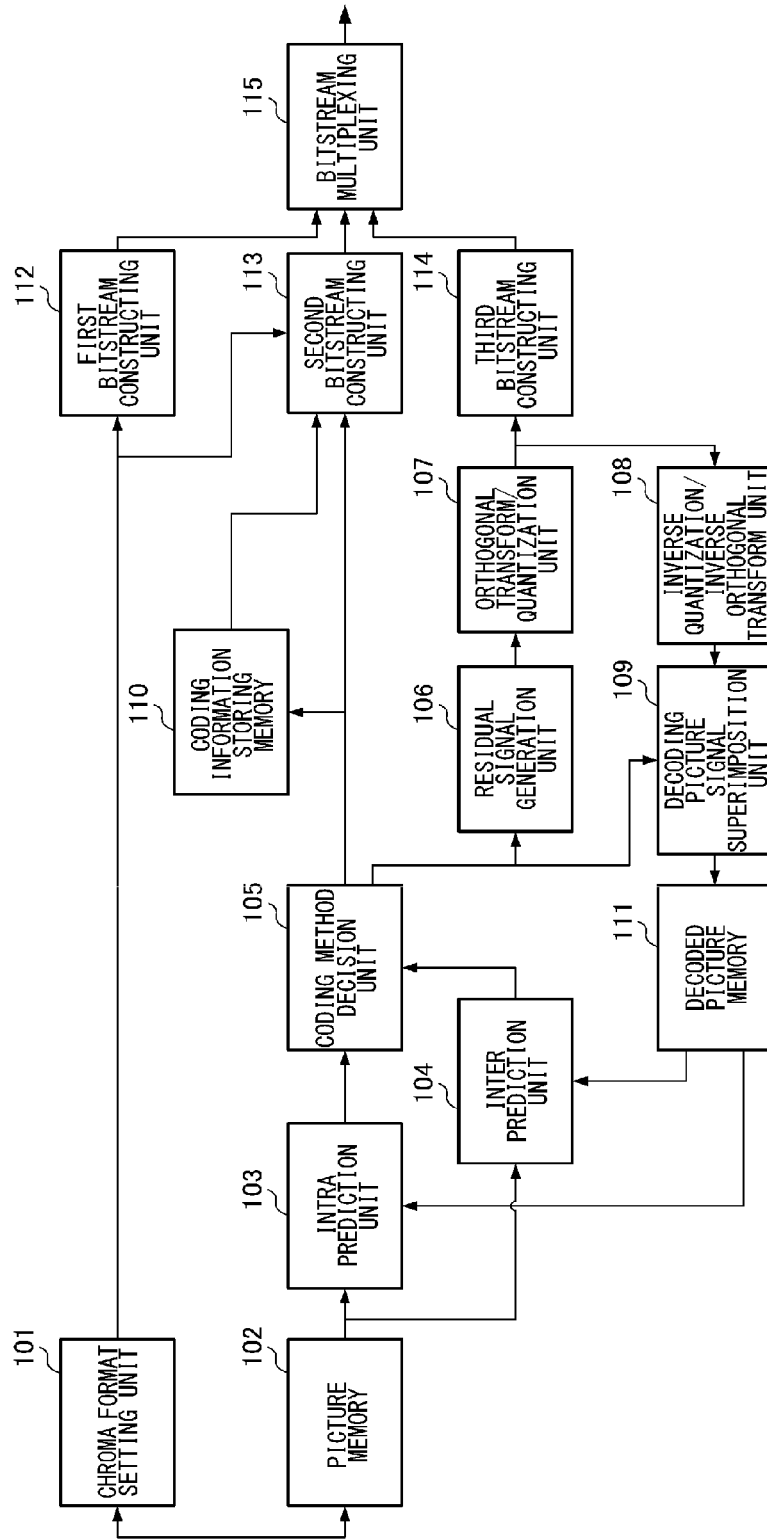 101
CHROMA FORMAT
SETTING UNIT
102
PICTURE
MEMORY
103
INTRA
PREDICTION
UNIT
104
INTER
PREDICTION
UNIT
105
CODING METHOD
DECISION
UNIT
110
CODING
INFORMATION
STORING
MEMORY
106
RESIDUAL
SIGNAL
GENERATION
UNIT
107
ORTHOGONAL
TRANSFORM/
QUANTIZATION
UNIT
108
INVERSE
QUANTIZATION/
INVERSE
ORTHOGONAL
TRANSFORM UNIT
109
DECODING
PICTURE
SIGNAL
SUPERIMPOSITION
UNIT
111
DECODED
PICTURE
MEMORY
112
FIRST
BITSTREAM
CONSTRUCTING
UNIT
113
SECOND
BITSTREAM
CONSTRUCTING
UNIT
114
THIRD
BITSTREAM
CONSTRUCTING
UNIT
115
BITSTREAM
MULTIPLEXING
UNIT